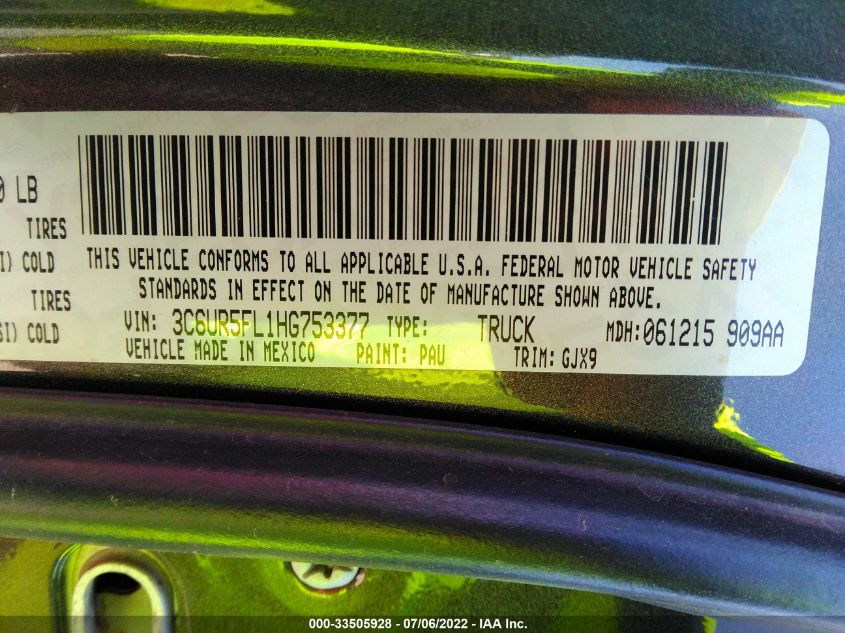 0 LB
TIRES
I) COLD
TIRES
SI) COLD
THIS VEHICLE CONFORMS TO ALL APPLICABLE U.S.A. FEDERAL MOTOR VEHICLE SAFETY
STANDARDS IN EFFECT ON THE DATE OF MANUFACTURE SHOWN ABOVE.
VIN: 3C6UR5FL1HG753377 TYPE: TRUCK MDH:061215 909AA
VEHICLE MADE IN MEXICO PAINT: PAU TRIM: GJX9
000-33505928 - 07/06/2022 - IAA Inc.